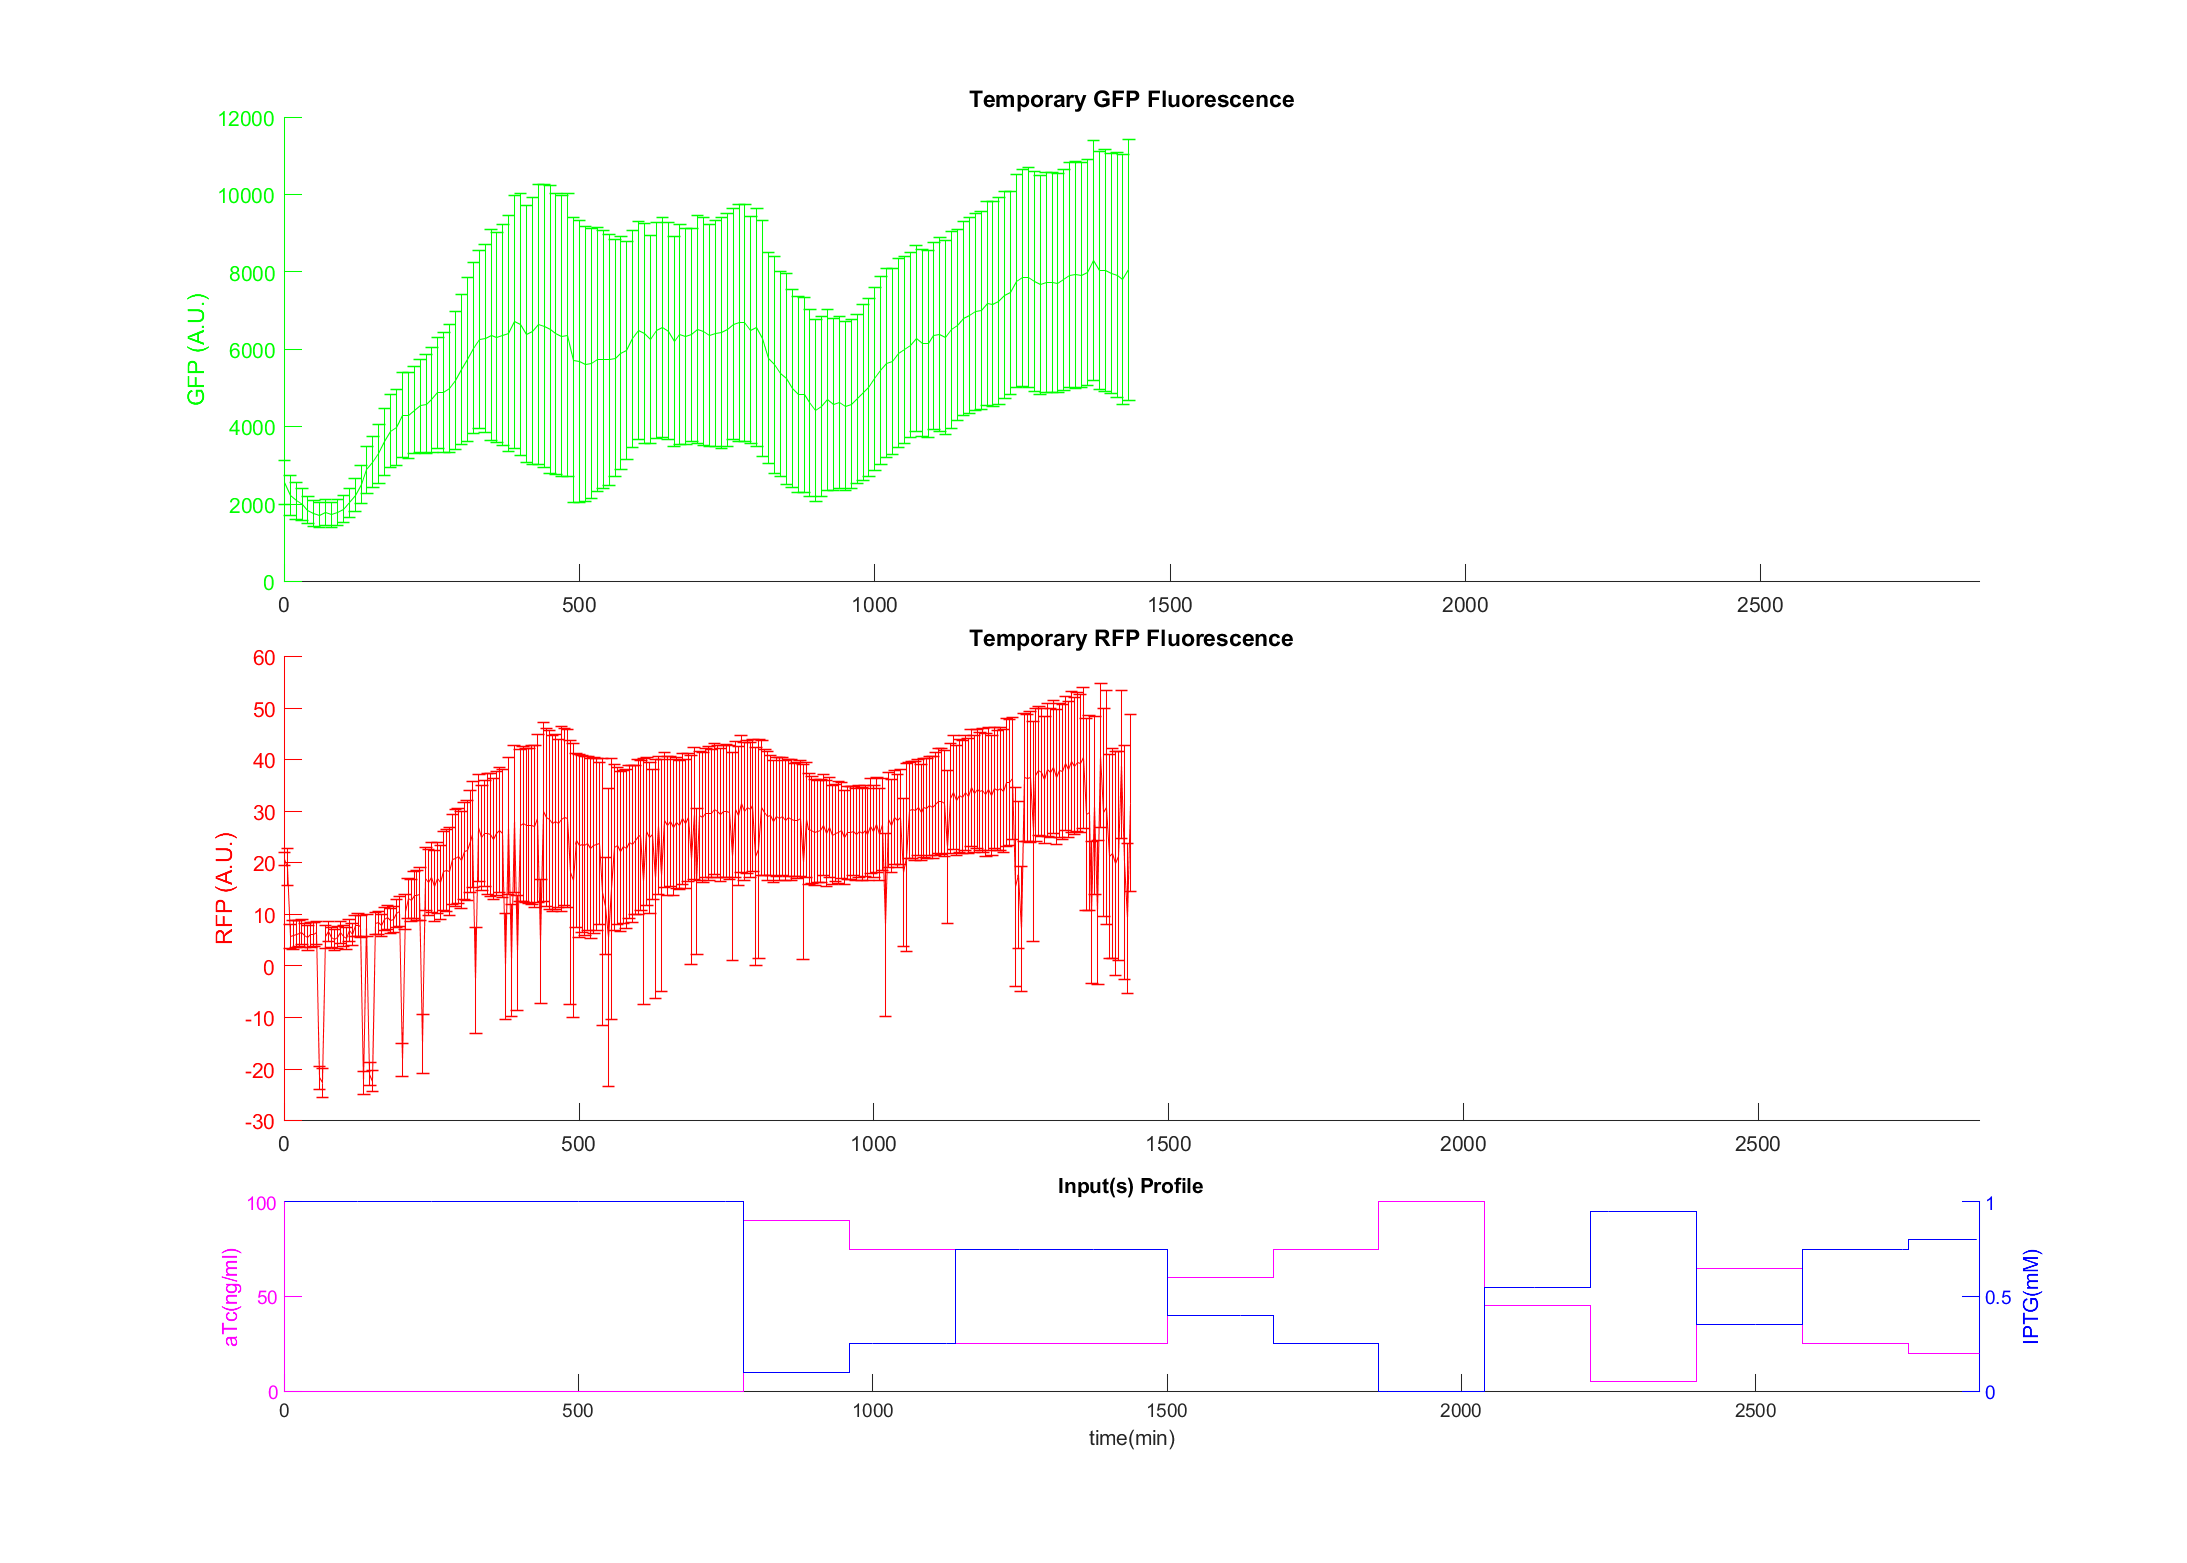 Temporary GFP Fluorescence
12000
10000
8000
6000
4000
2000
0
GFP (A.U.)
0 500 1000 1500 2000 2500
Temporary RFP Fluorescence
60
50
40
30
20
10
0
-10
-20
-30
RFP (A.U.)
0 500 1000 1500 2000 2500
Input(s) Profile
100
50
0
aTc(ng/ml)
1
0.5
0
IPTG(mM)
0 500 1000 1500 2000 2500
time(min)